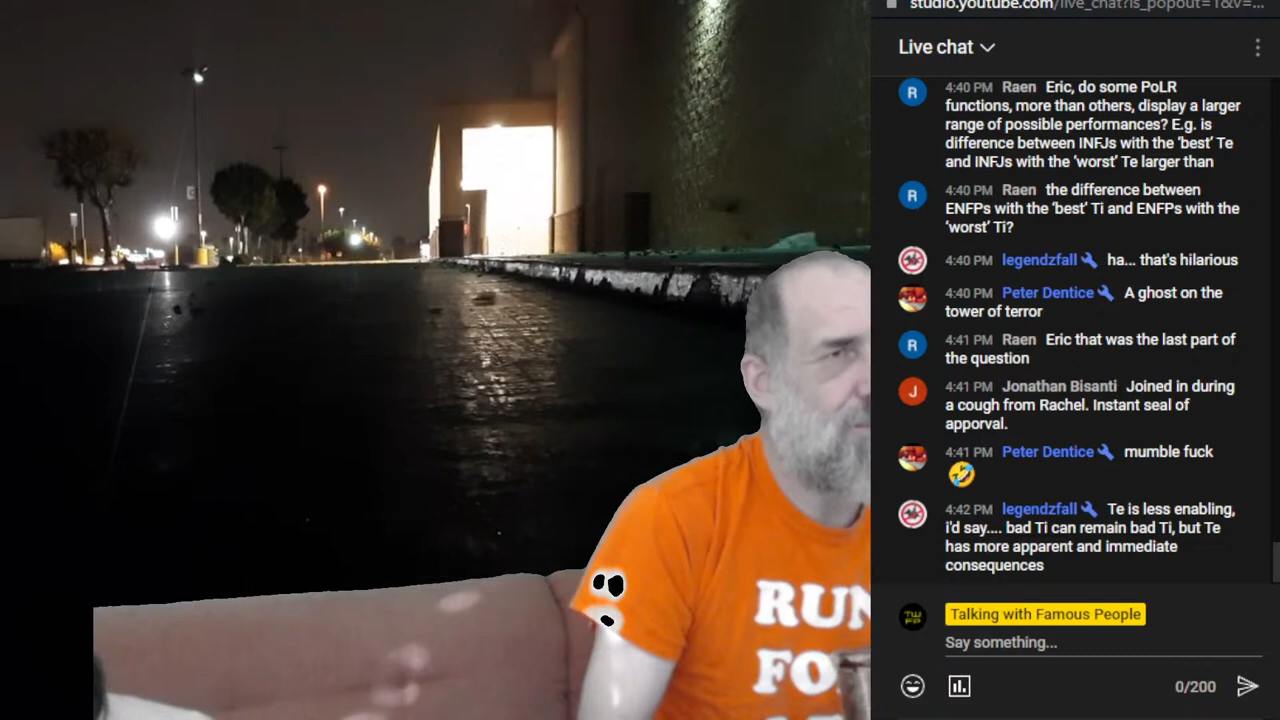 studio.youtube.com/live_chat?is_popout=1&v=...
Live chat
R
4:40 PM Raen Eric, do some PoLR
functions, more than others, display a larger
range of possible performances? E.g. is
difference between INFJs with the ‘best’ Te
and INFJs with the ‘worst’ Te larger than
R
4:40 PM Raen the difference between
ENFPs with the ‘best’ Ti and ENFPs with the
‘worst’ Ti?
4:40 PM legendzfall ha... that's hilarious
4:40 PM Peter Dentice A ghost on the
tower of terror
R
4:41 PM Raen Eric that was the last part of
the question
J
4:41 PM Jonathan Bisanti Joined in during
a cough from Rachel. Instant seal of
apporval.
4:41 PM Peter Dentice mumble fuck
🤣
4:42 PM legendzfall Te is less enabling,
i'd say.... bad Ti can remain bad Ti, but Te
has more apparent and immediate
consequences
TW
FP
Talking with Famous People
Say something...
0/200
RUN
FO